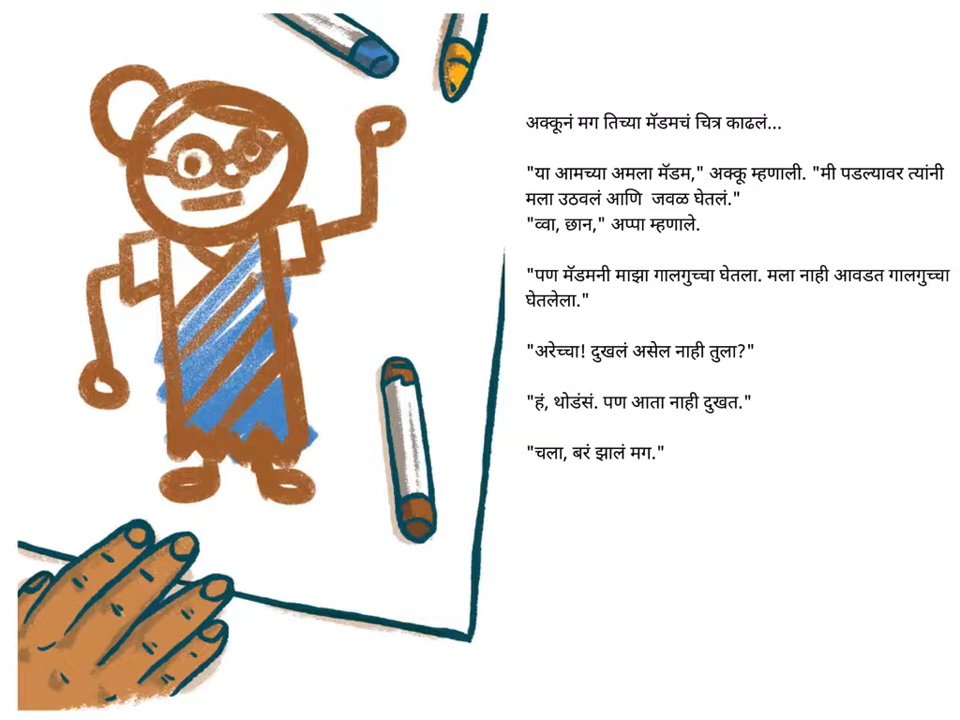 अक्कूनं मग तिच्या मॅडमचं चित्र काढलं...
"या आमच्या अमला मॅडम," अक्कू म्हणाली. "मी पडल्यावर त्यांनी
मला उठवलं आणि  जवळ घेतलं."
"व्वा, छान," अप्पा म्हणाले.
"पण मॅडमनी माझा गालगुच्चा घेतला. मला नाही आवडत गालगुच्चा
घेतलेला."
"अरेच्चा! दुखलं असेल नाही तुला?"
"हं, थोडंसं. पण आता नाही दुखत."
"चला, बरं झालं मग."